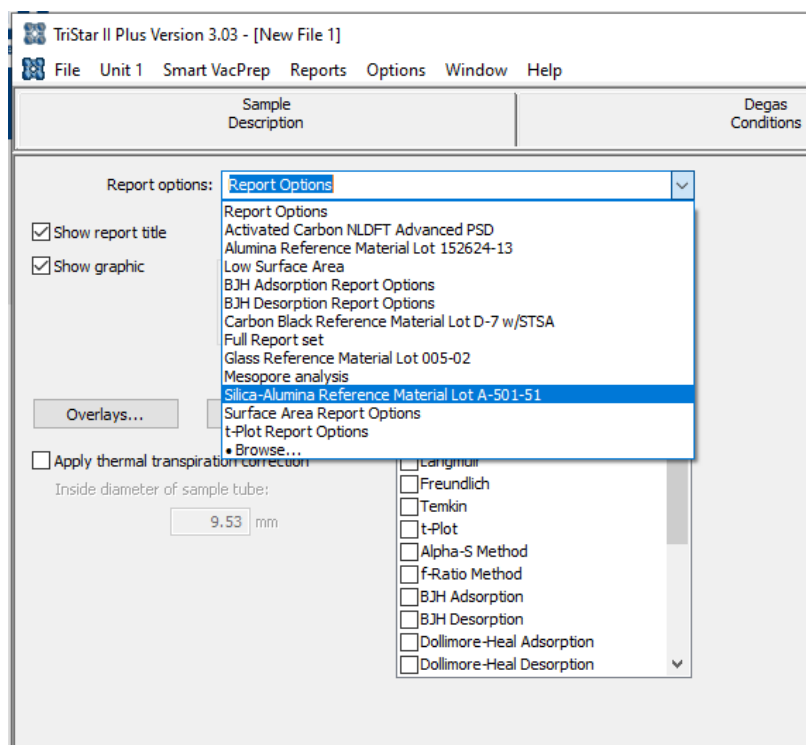 TriStar II Plus Version 3.03 - [New File 1]
File Unit 1 Smart VacPrep Reports Options Window Help
Sample
Description
Degas
Conditions
Report options: Report Options
Report Options
Activated Carbon NLDFT Advanced PSD
Alumina Reference Material Lot 152624-13
Low Surface Area
BJH Adsorption Report Options
BJH Desorption Report Options
Carbon Black Reference Material Lot D-7 w/STSA
Full Report set
Glass Reference Material Lot 005-02
Mesopore analysis
Silica-Alumina Reference Material Lot A-501-51
Surface Area Report Options
t-Plot Report Options
• Browse...
Show report title
Show graphic
Overlays...
Apply thermal transpiration correction
Inside diameter of sample tube:
9.53 mm
Langmuir
Freundlich
Temkin
t-Plot
Alpha-S Method
f-Ratio Method
BJH Adsorption
BJH Desorption
Dollimore-Heal Adsorption
Dollimore-Heal Desorption